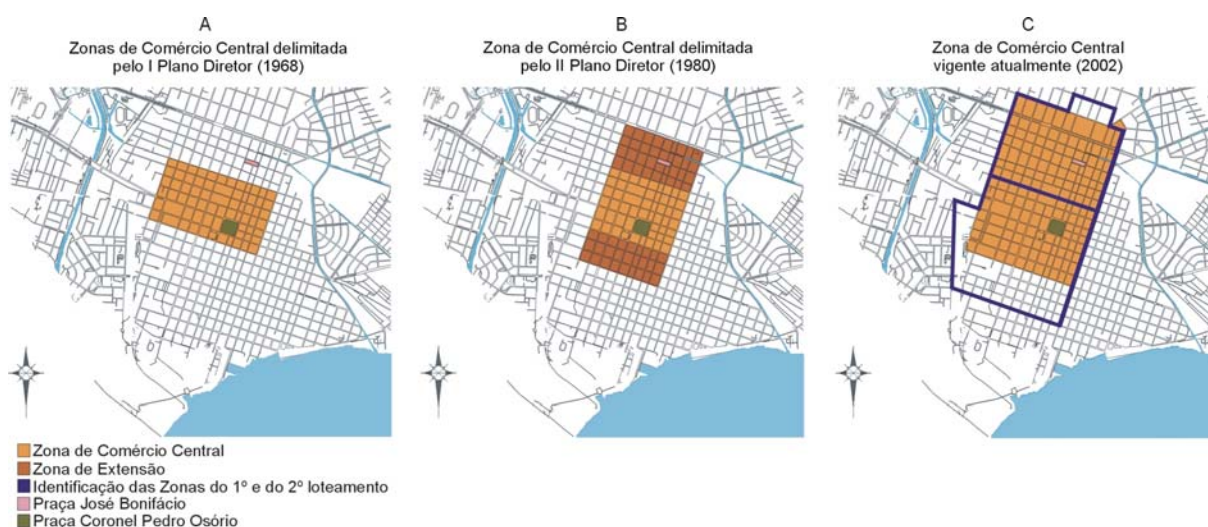 A
Zonas de Comércio Central delimitada
pelo I Plano Diretor (1968)
B
Zona de Comércio Central delimitada
pelo II Plano Diretor (1980)
C
Zona de Comércio Central
vigente atualmente (2002)
Zona de Comércio Central
Zona de Extensão
Identificação das Zonas do 1º e do 2º loteamento
Praça José Bonifácio
Praça Coronel Pedro Osório